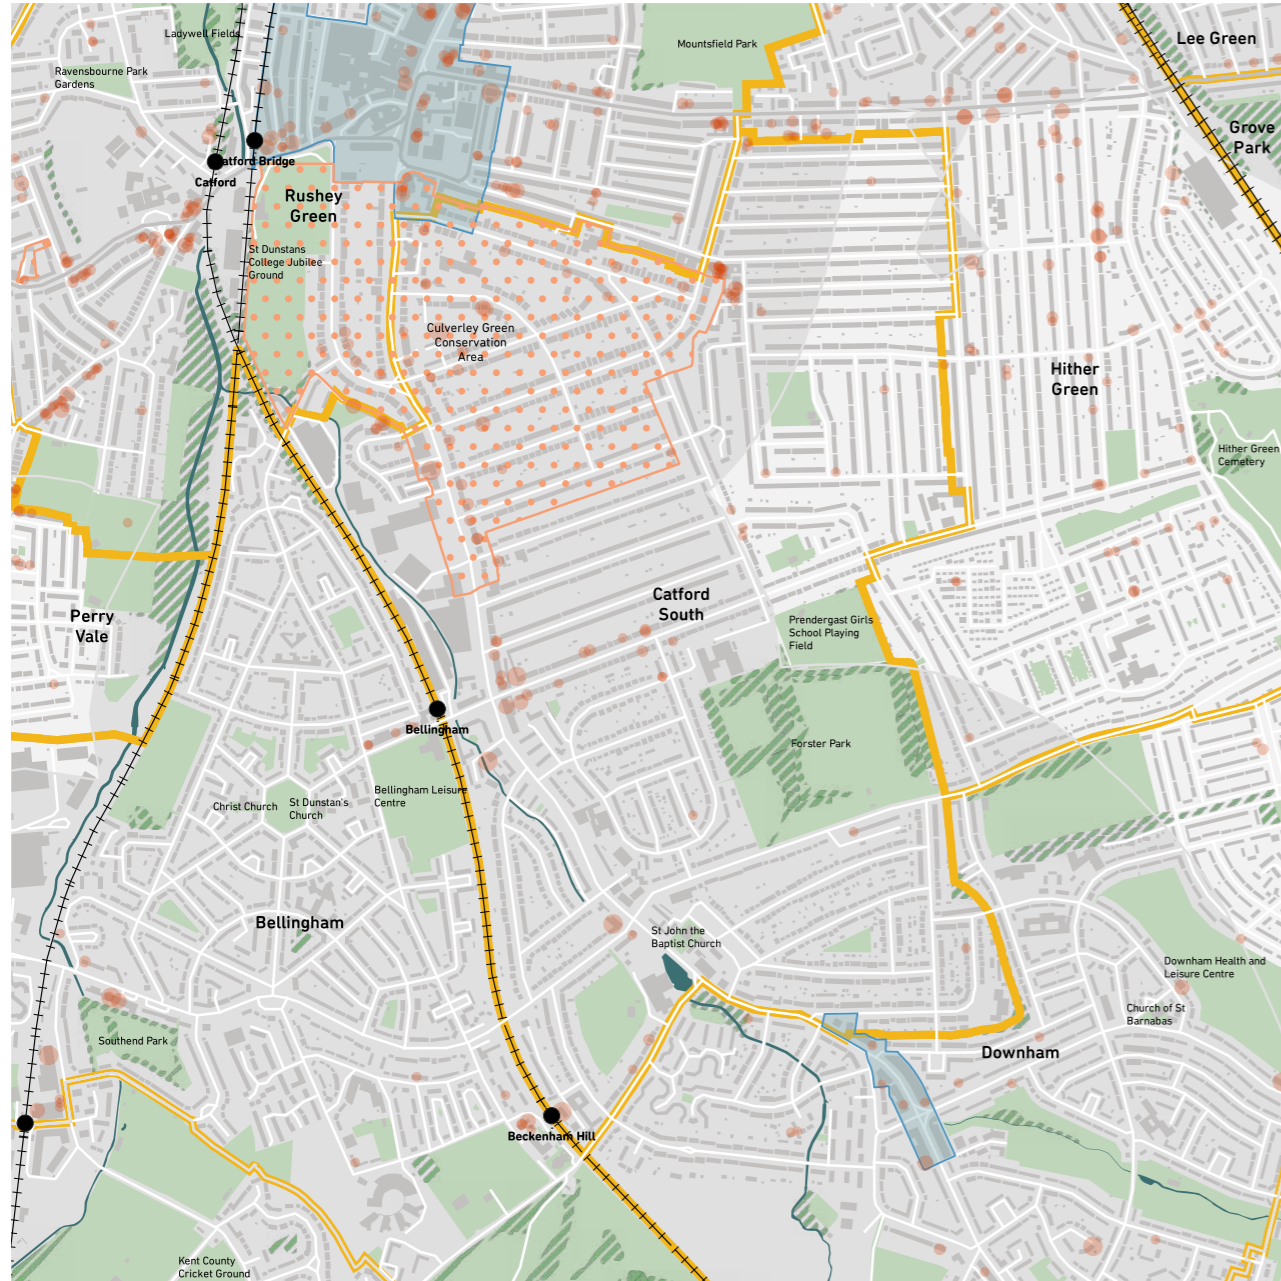 Ladywell Fields
Mountsfield Park
Lee Green
Ravensbourne Park
Gardens
Grove
Park
atford Bridge
Catford
Rushey
Green
St Dunstans
College Jubilee
Ground
Culverley Green
Conservation
Area
Hither
Green
Hither Green
Cemetery
Catford
South
Perry
Vale
Prendergast Girls
School Playing
Field
Bellingham
Forster Park
Bellingham Leisure
Centre
Christ Church
St Dunstan's
Church
Bellingham
St John the
Baptist Church
Downham Health and
Leisure Centre
Church of St
Barnabas
Southend Park
Downham
Beckenham Hill
Kent County
Cricket Ground